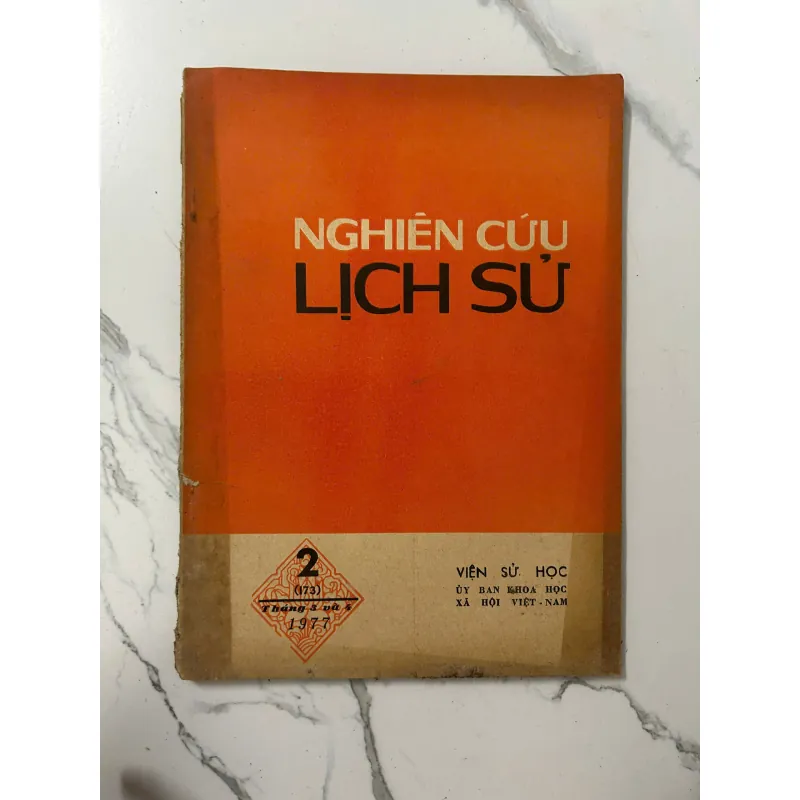 NGHIÊN CỨU
LỊCH SỬ
2
(173)
Tháng 3 và 4
1977
VIỆN SỬ HỌC
ỦY BAN KHOA HỌC
XÃ HỘI VIỆT-NAM